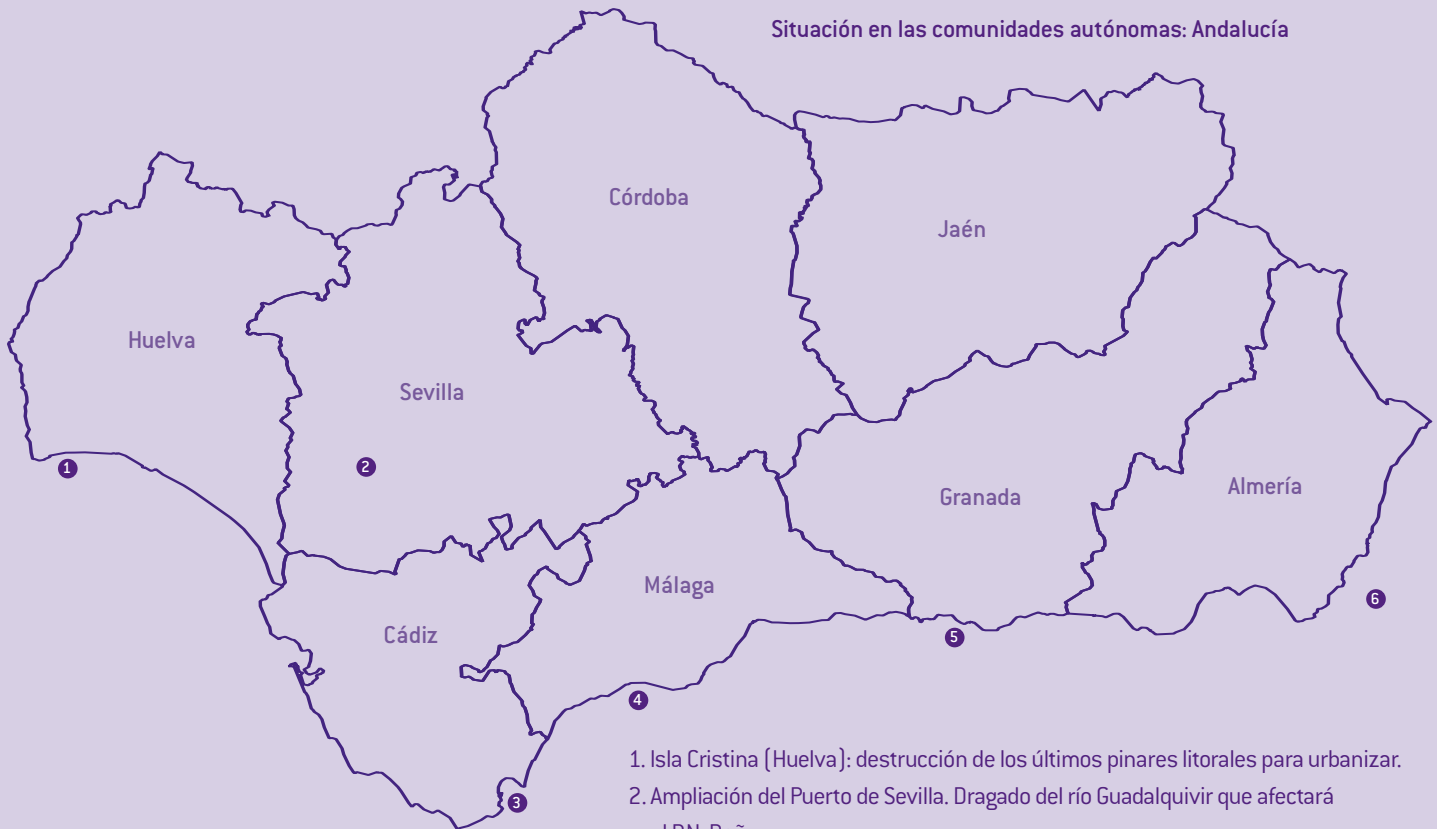 Situación en las comunidades autónomas: Andalucía
Córdoba
Jaén
Huelva
Sevilla
1
2
Granada
Almería
Málaga
Cádiz
6
5
4
3
1. Isla Cristina (Huelva): destrucción de los últimos pinares litorales para urbanizar.
2. Ampliación del Puerto de Sevilla. Dragado del río Guadalquivir que afectará